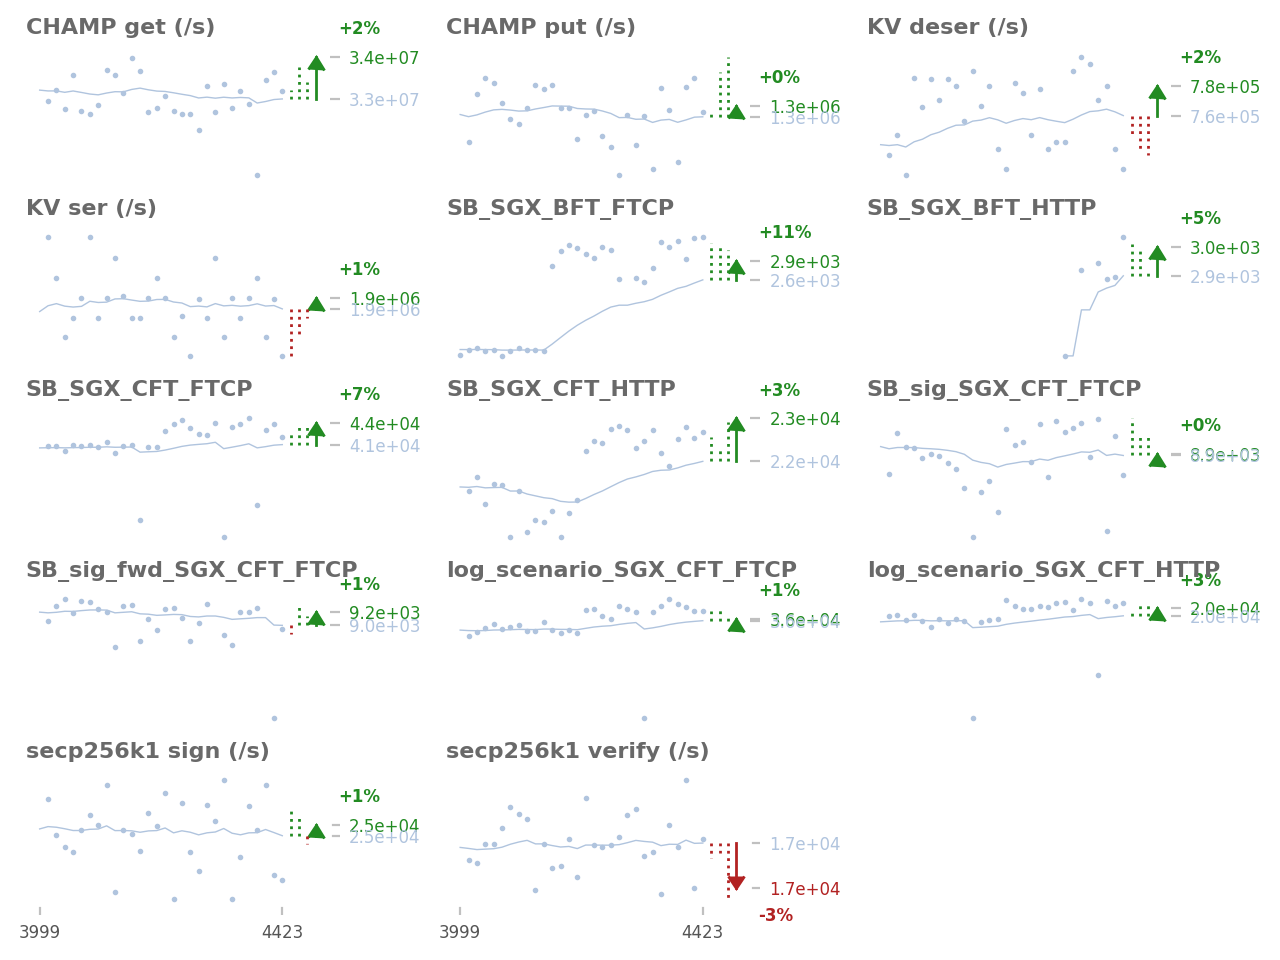 CHAMP get (/s)
+2%
3.4e+07
3.3e+07
CHAMP put (/s)
+0%
1.3e+06
1.3e+06
KV deser (/s)
+2%
7.8e+05
7.6e+05
KV ser (/s)
+1%
1.9e+06
1.9e+06
SB_SGX_BFT_FTCP
+11%
2.9e+03
2.6e+03
SB_SGX_BFT_HTTP
+5%
3.0e+03
2.9e+03
SB_SGX_CFT_FTCP
+7%
4.4e+04
4.1e+04
SB_SGX_CFT_HTTP
+3%
2.3e+04
2.2e+04
SB_sig_SGX_CFT_FTCP
+0%
8.9e+03
SB_sig_fwd_SGX_CFT_FTCP
+1%
9.2e+03
9.0e+03
log_scenario_SGX_CFT_FTCP
+1%
3.6e+04
log_scenario_SGX_CFT_HTTP
+3%
2.0e+04
2.0e+04
secp256k1 sign (/s)
+1%
2.5e+04
2.5e+04
3999
4423
secp256k1 verify (/s)
1.7e+04
1.7e+04
-3%
3999
4423